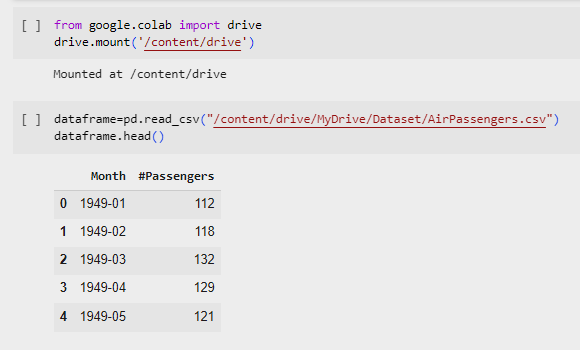 [ ] from google.colab import drive
drive.mount('/content/drive')
Mounted at /content/drive
[ ] dataframe=pd.read_csv("/content/drive/MyDrive/Dataset/AirPassengers.csv")
dataframe.head()
Month #Passengers
0 1949-01 112
1 1949-02 118
2 1949-03 132
3 1949-04 129
4 1949-05 121